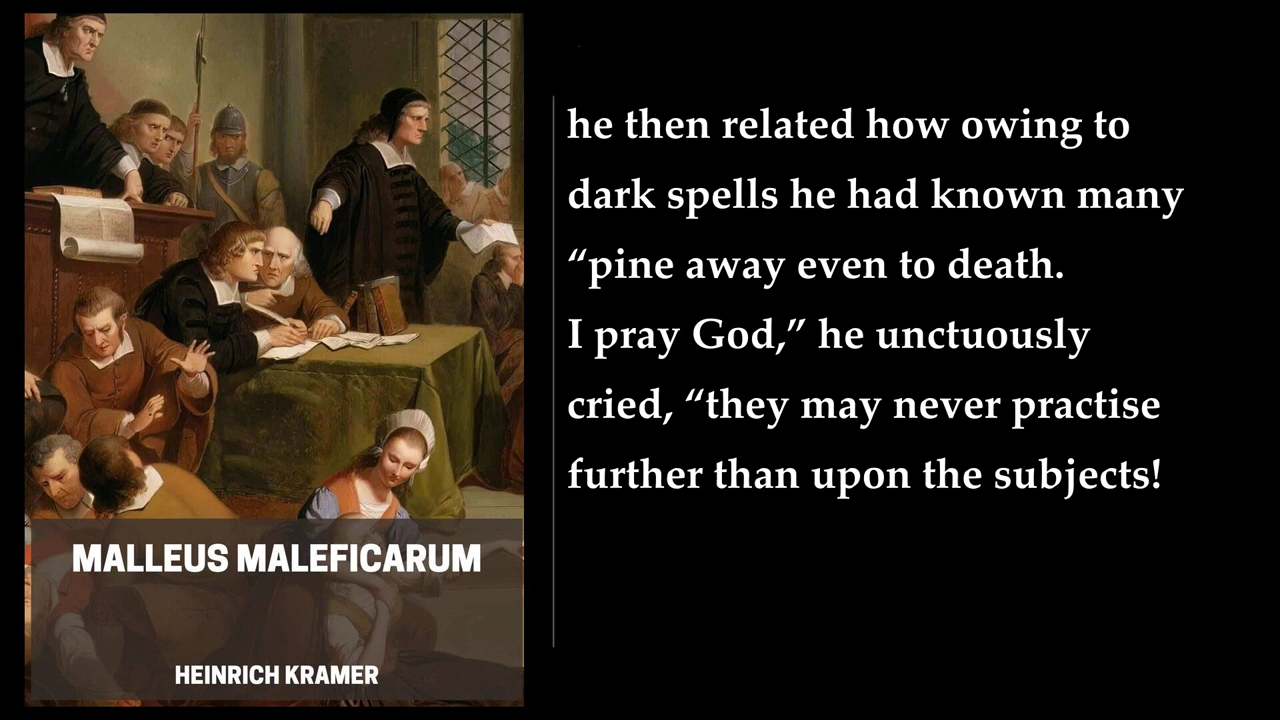 MALLEUS MALEFICARUM
HEINRICH KRAMER
he then related how owing to
dark spells he had known many
“pine away even to death.
I pray God,” he unctuously
cried, “they may never practise
further than upon the subjects!